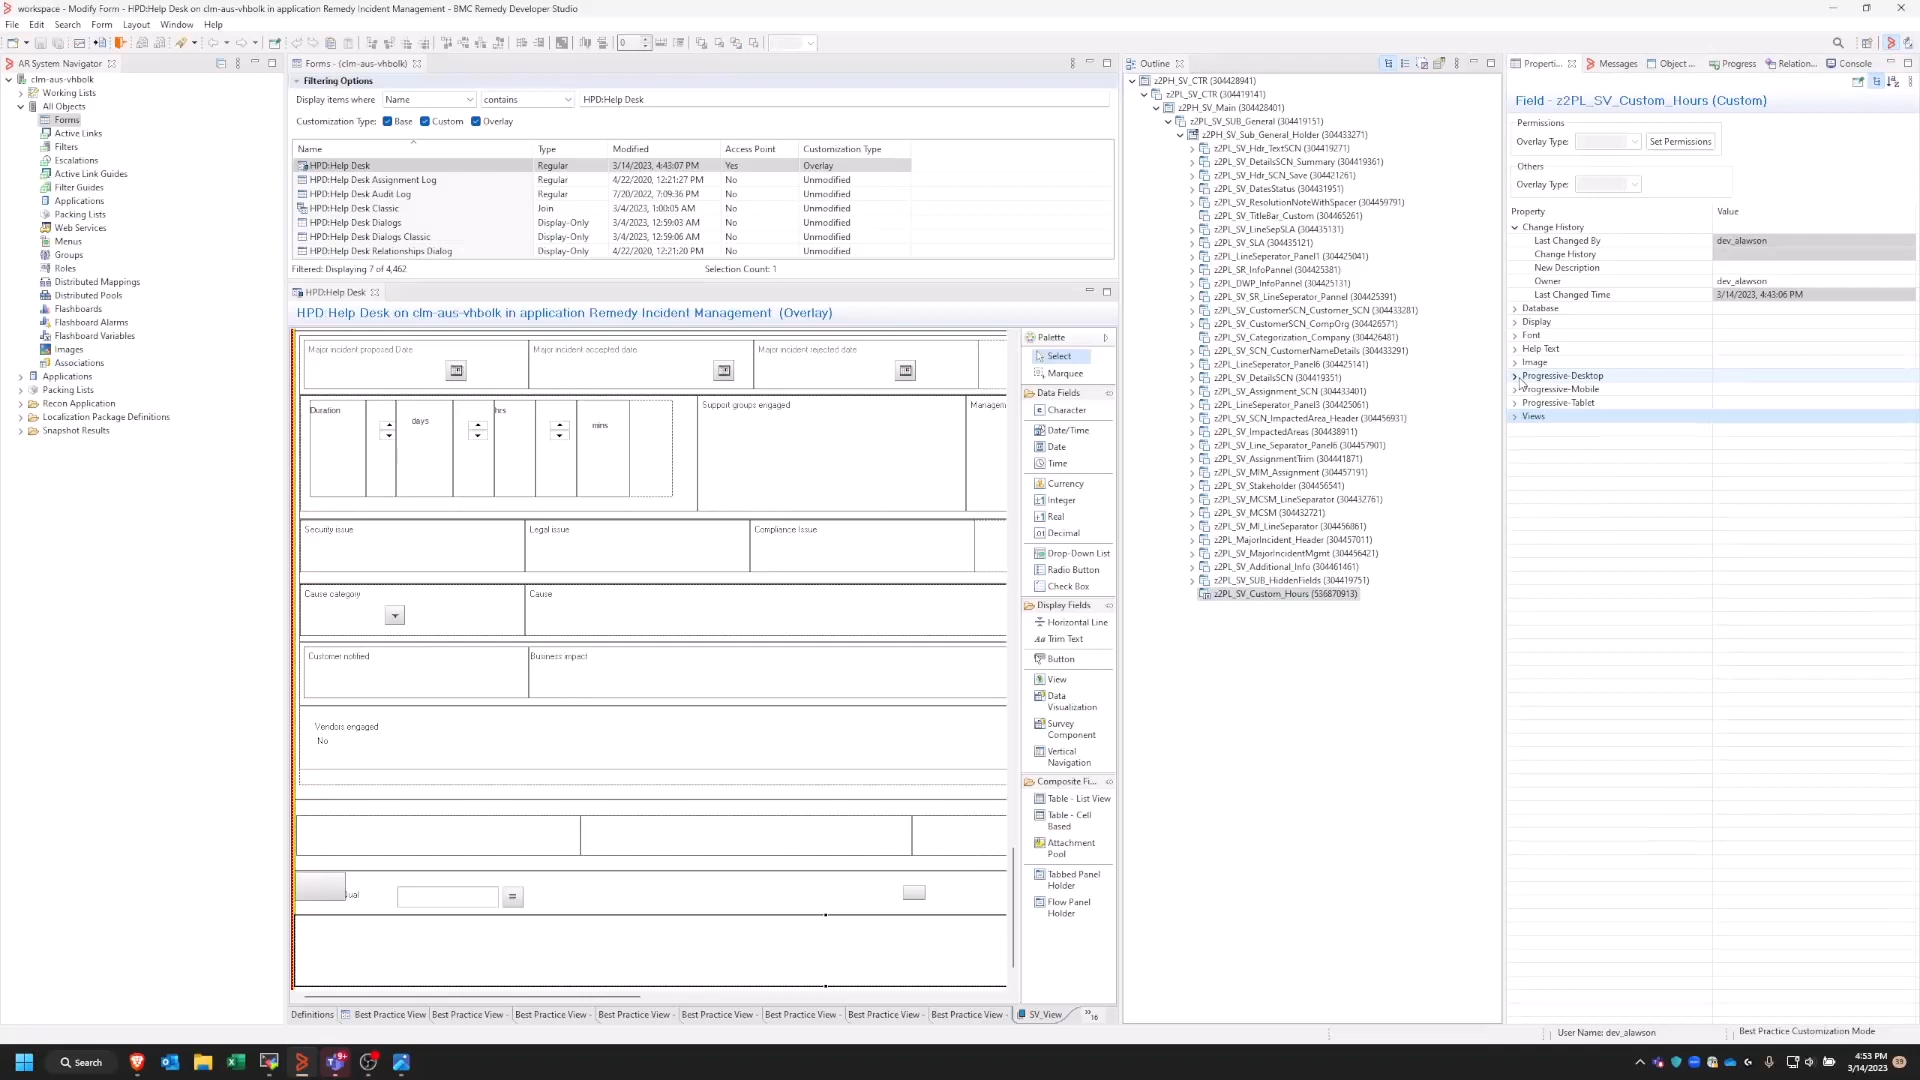 workspace - Modify Form - HPD:Help Desk on clm-aus-vhbolk in application Remedy Incident Management - BMC Remedy Developer Studio
File Edit Search Form Layout Window Help
AR System Navigator
clm-aus-vhbolk
Working Lists
All Objects
Forms
Active Links
Filters
Escalations
Active Link Guides
Filter Guides
Applications
Packing Lists
Web Services
Menus
Groups
Roles
Distributed Mappings
Distributed Pools
Flashboards
Flashboard Alarms
Flashboard Variables
Images
Associations
Applications
Packing Lists
Recon Application
Localization Package Definitions
Snapshot Results
Forms - (clm-aus-vhbolk)
Filtering Options
Display items where Name contains HPD:Help Desk
Customization Type: Base Custom Overlay
Name Type Modified Access Point Customization Type
HPD:Help Desk Regular 3/14/2023, 4:43:07 PM Yes Overlay
HPD:Help Desk Assignment Log Regular 4/22/2020, 12:21:27 PM No Unmodified
HPD:Help Desk Audit Log Regular 7/20/2022, 7:09:36 PM No Unmodified
HPD:Help Desk Classic Join 3/4/2023, 1:00:05 AM No Unmodified
HPD:Help Desk Dialogs Display-Only 3/4/2023, 12:59:03 AM No Unmodified
HPD:Help Desk Dialogs Classic Display-Only 3/4/2023, 12:59:06 AM No Unmodified
HPD:Help Desk Relationships Dialog Display-Only 4/22/2020, 12:21:20 PM No Unmodified
Filtered: Displaying 7 of 4,462 Selection Count: 1
HPD:Help Desk
HPD:Help Desk on clm-aus-vhbolk in application Remedy Incident Management (Overlay)
Major incident proposed Date Major incident accepted date Major incident rejected date
Duration days hrs mins Support groups engaged Managem
Security issue Legal issue Compliance Issue
Cause category Cause
Customer notified Business impact
Vendors engaged
No
ual
Palette
Select
Marquee
Data Fields
Character
Date/Time
Date
Time
Currency
Integer
Real
Decimal
Drop-Down List
Radio Button
Check Box
Display Fields
Horizontal Line
Trim Text
Button
View
Data
Visualization
Survey
Component
Vertical
Navigation
Composite Fi...
Table - List View
Table - Cell
Based
Attachment
Pool
Tabbed Panel
Holder
Flow Panel
Holder
Definitions Best Practice View Best Practice View - Best Practice View - Best Practice View - Best Practice View - Best Practice View - Best Practice View - Best Practice View - SV_View »16
Outline
z2PH_SV_CTR (304428941)
z2PL_SV_CTR (304419141)
z2PH_SV_Main (304428401)
z2PL_SV_SUB_General (304419151)
z2PH_SV_Sub_General_Holder (304433271)
z2PL_SV_Hdr_TextSCN (304419271)
z2PL_SV_DetailsSCN_Summary (304419361)
z2PL_SV_Hdr_SCN_Save (304421261)
z2PL_SV_DatesStatus (304431951)
z2PL_SV_ResolutionNoteWithSpacer (304459791)
z2PL_SV_TitleBar_Custom (304465261)
z2PL_SV_LineSepSLA (304435131)
z2PL_SV_SLA (304435121)
z2PL_LineSeperator_Panel1 (304425041)
z2PL_SR_InfoPannel (304425381)
z2PL_DWP_InfoPannel (304425131)
z2PL_SV_SR_LineSeperator_Pannel (304425391)
z2PL_SV_CustomerSCN_Customer_SCN (304433281)
z2PL_SV_CustomerSCN_CompOrg (304426571)
z2PL_SV_Categorization_Company (304426481)
z2PL_SV_SCN_CustomerNameDetails (304433291)
z2PL_LineSeperator_Panel6 (304425141)
z2PL_SV_DetailsSCN (304419351)
z2PL_SV_Assignment_SCN (304433401)
z2PL_LineSeperator_Panel3 (304425061)
z2PL_SV_SCN_ImpactedArea_Header (304456931)
z2PL_SV_ImpactedAreas (304438911)
z2PL_SV_Line_Separator_Panel6 (304457901)
z2PL_SV_AssignmentTrim (304441871)
z2PL_SV_MIM_Assignment (304457191)
z2PL_SV_Stakeholder (304456541)
z2PL_SV_MCSM_LineSeparator (304432761)
z2PL_SV_MCSM (304432721)
z2PL_SV_MI_LineSeparator (304456861)
z2PL_MajorIncident_Header (304457011)
z2PL_SV_MajorIncidentMgmt (304456421)
z2PL_SV_Additional_Info (304461461)
z2PL_SV_SUB_HiddenFields (304419751)
z2PL_SV_Custom_Hours (536870913)
Properti... Messages Object ... Progress Relation... Console
Field - z2PL_SV_Custom_Hours (Custom)
Permissions
Overlay Type: Set Permissions
Others
Overlay Type:
Property Value
Change History
Last Changed By dev_alawson
Change History
New Description
Owner dev_alawson
Last Changed Time 3/14/2023, 4:43:06 PM
Database
Display
Font
Help Text
Image
Progressive-Desktop
Progressive-Mobile
Progressive-Tablet
Views
User Name: dev_alawson Best Practice Customization Mode
Search
4:53 PM
3/14/2023